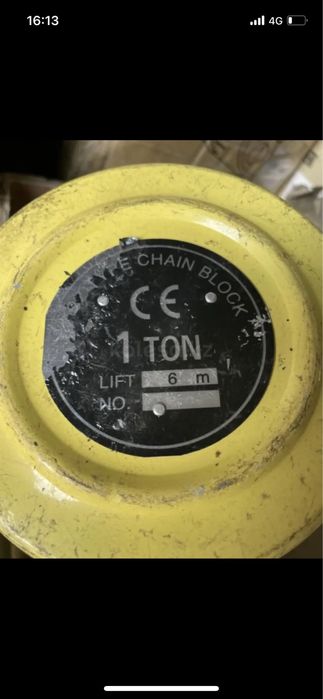 16:13
4G
CHAIN BLOCK
CE
1 TON
LIFT 6 m
NO.